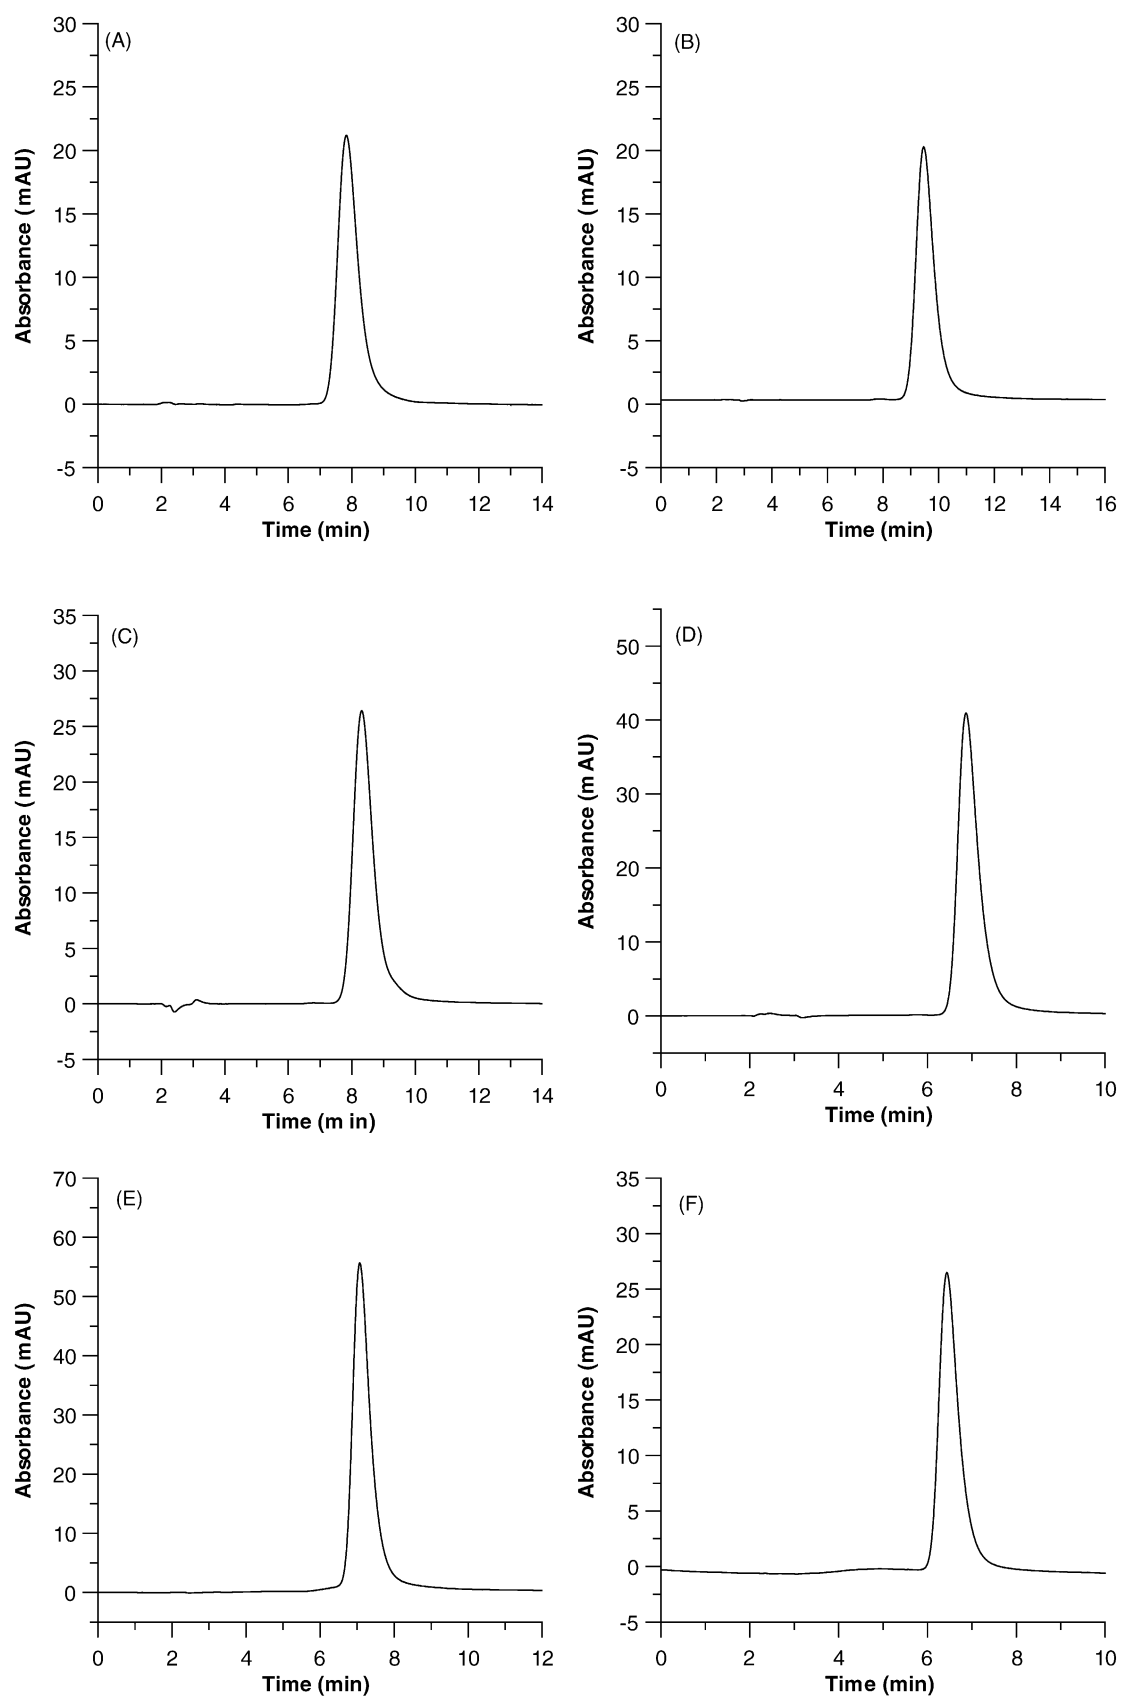 (A)
30
25
20
15
10
5
0
-5
Absorbance (mAU)
0 2 4 6 8 10 12 14
Time (min)
(B)
30
25
20
15
10
5
0
-5
Absorbance (mAU)
0 2 4 6 8 10 12 14 16
Time (min)
(C)
35
30
25
20
15
10
5
0
-5
Absorbance (mAU)
0 2 4 6 8 10 12 14
Time (m in)
(D)
50
40
30
20
10
0
Absorbance (m AU)
0 2 4 6 8 10
Time (min)
(E)
70
60
50
40
30
20
10
0
Absorbance (mAU)
0 2 4 6 8 10 12
Time (min)
(F)
35
30
25
20
15
10
5
0
-5
Absorbance (mAU)
0 2 4 6 8 10
Time (min)